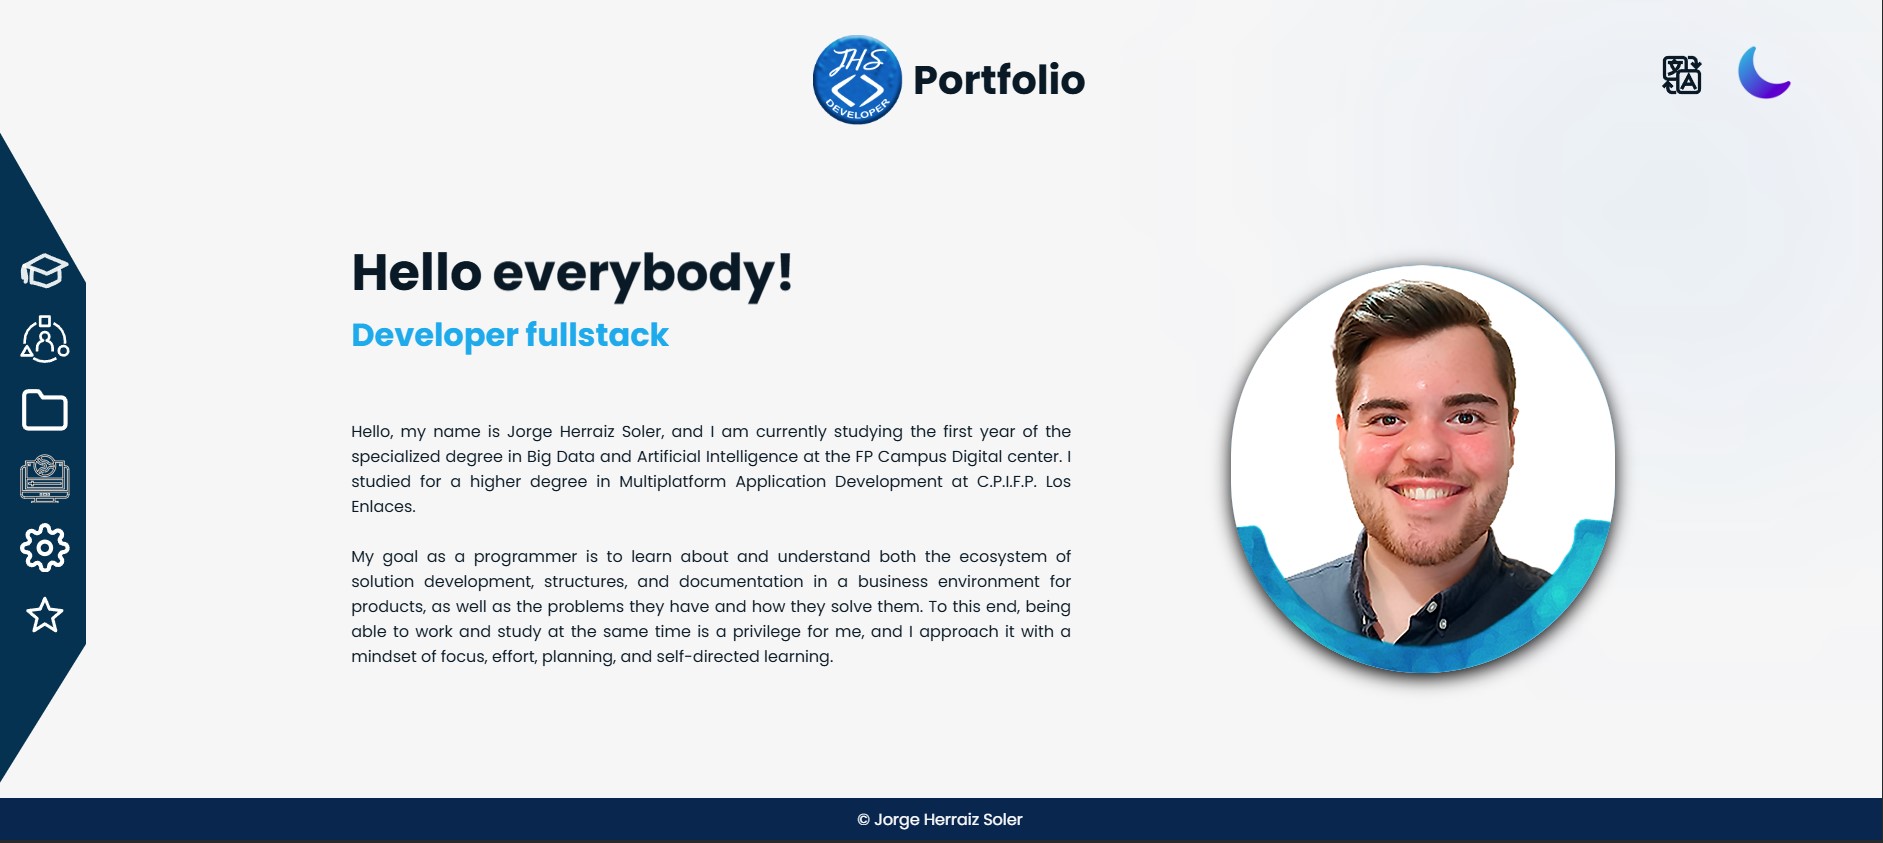 JHS
DEVELOPER
Portfolio
A
Hello everybody!
Developer fullstack
Hello, my name is Jorge Herraiz Soler, and I am currently studying the first year of the
specialized degree in Big Data and Artificial Intelligence at the FP Campus Digital center. I
studied for a higher degree in Multiplatform Application Development at C.P.I.F.P. Los
Enlaces.
My goal as a programmer is to learn about and understand both the ecosystem of
solution development, structures, and documentation in a business environment for
products, as well as the problems they have and how they solve them. To this end, being
able to work and study at the same time is a privilege for me, and I approach it with a
mindset of focus, effort, planning, and self-directed learning.
© Jorge Herraiz Soler